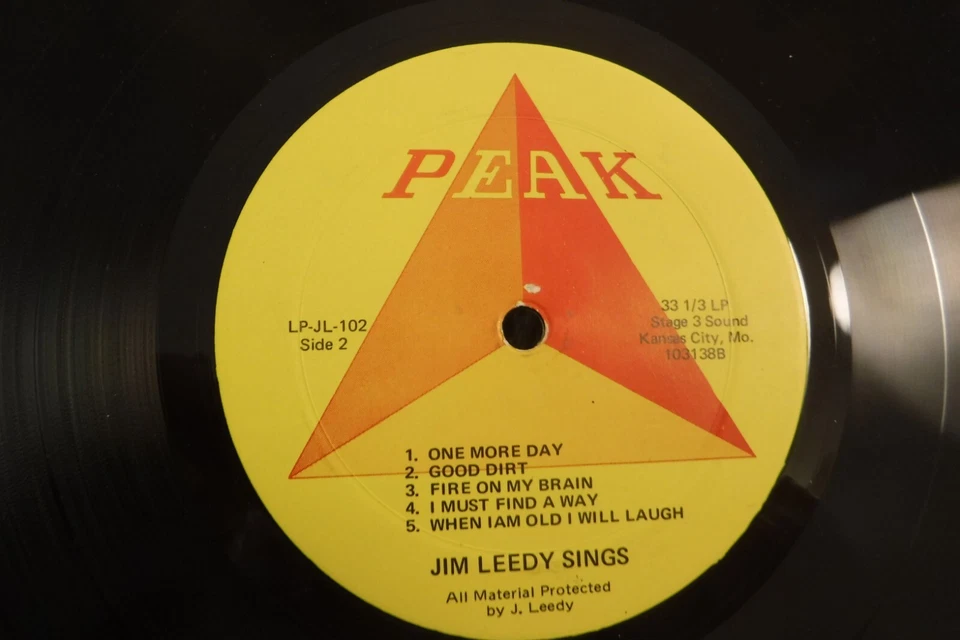 PEAK
LP-JL-102
Side 2
33 1/3 LP
Stage 3 Sound
Kansas City, Mo.
103138B
1. ONE MORE DAY
2. GOOD DIRT
3. FIRE ON MY BRAIN
4. I MUST FIND A WAY
5. WHEN IAM OLD I WILL LAUGH
JIM LEEDY SINGS
All Material Protected
by J. Leedy